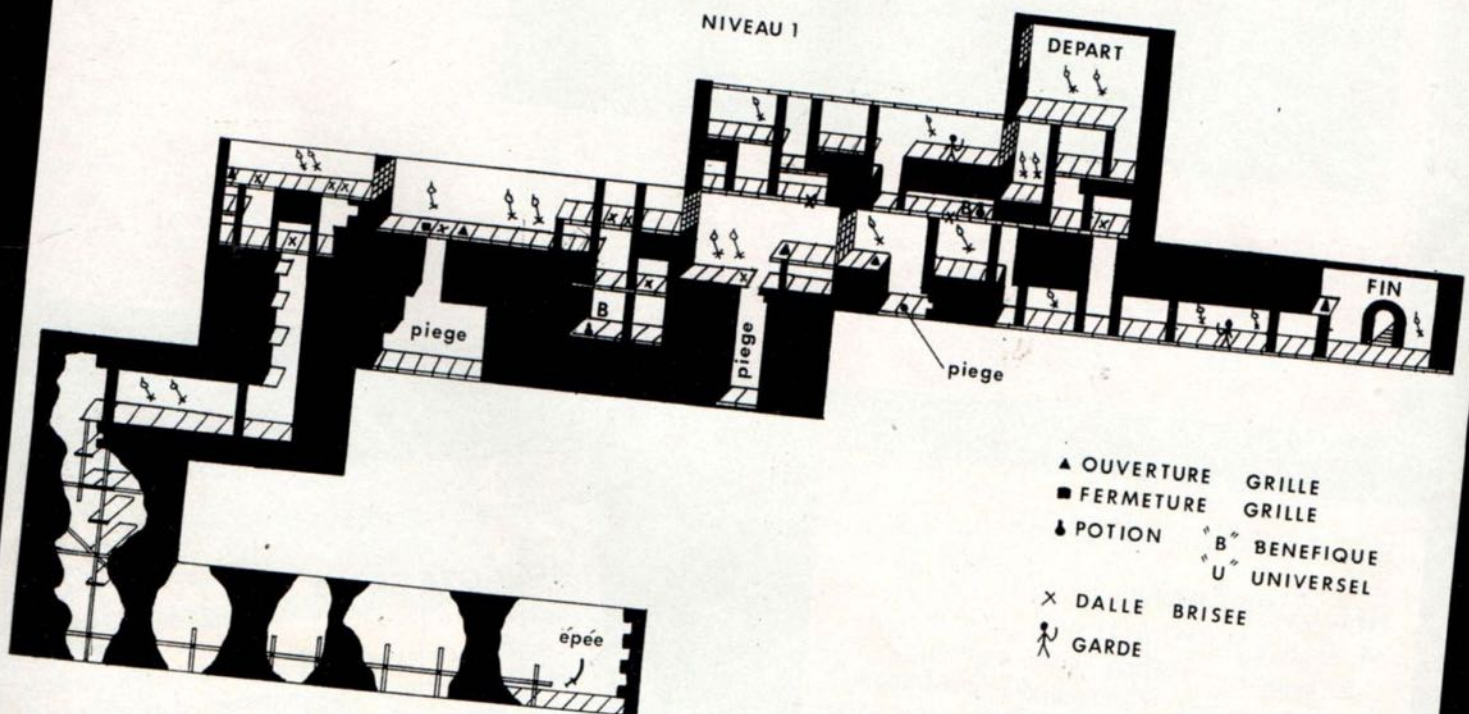 NIVEAU 1
DEPART
B
B
piege
piege
piege
FIN
épée
▲ OUVERTURE GRILLE
■ FERMETURE GRILLE
POTION "B" BENEFIQUE
"U" UNIVERSEL
× DALLE BRISEE
GARDE